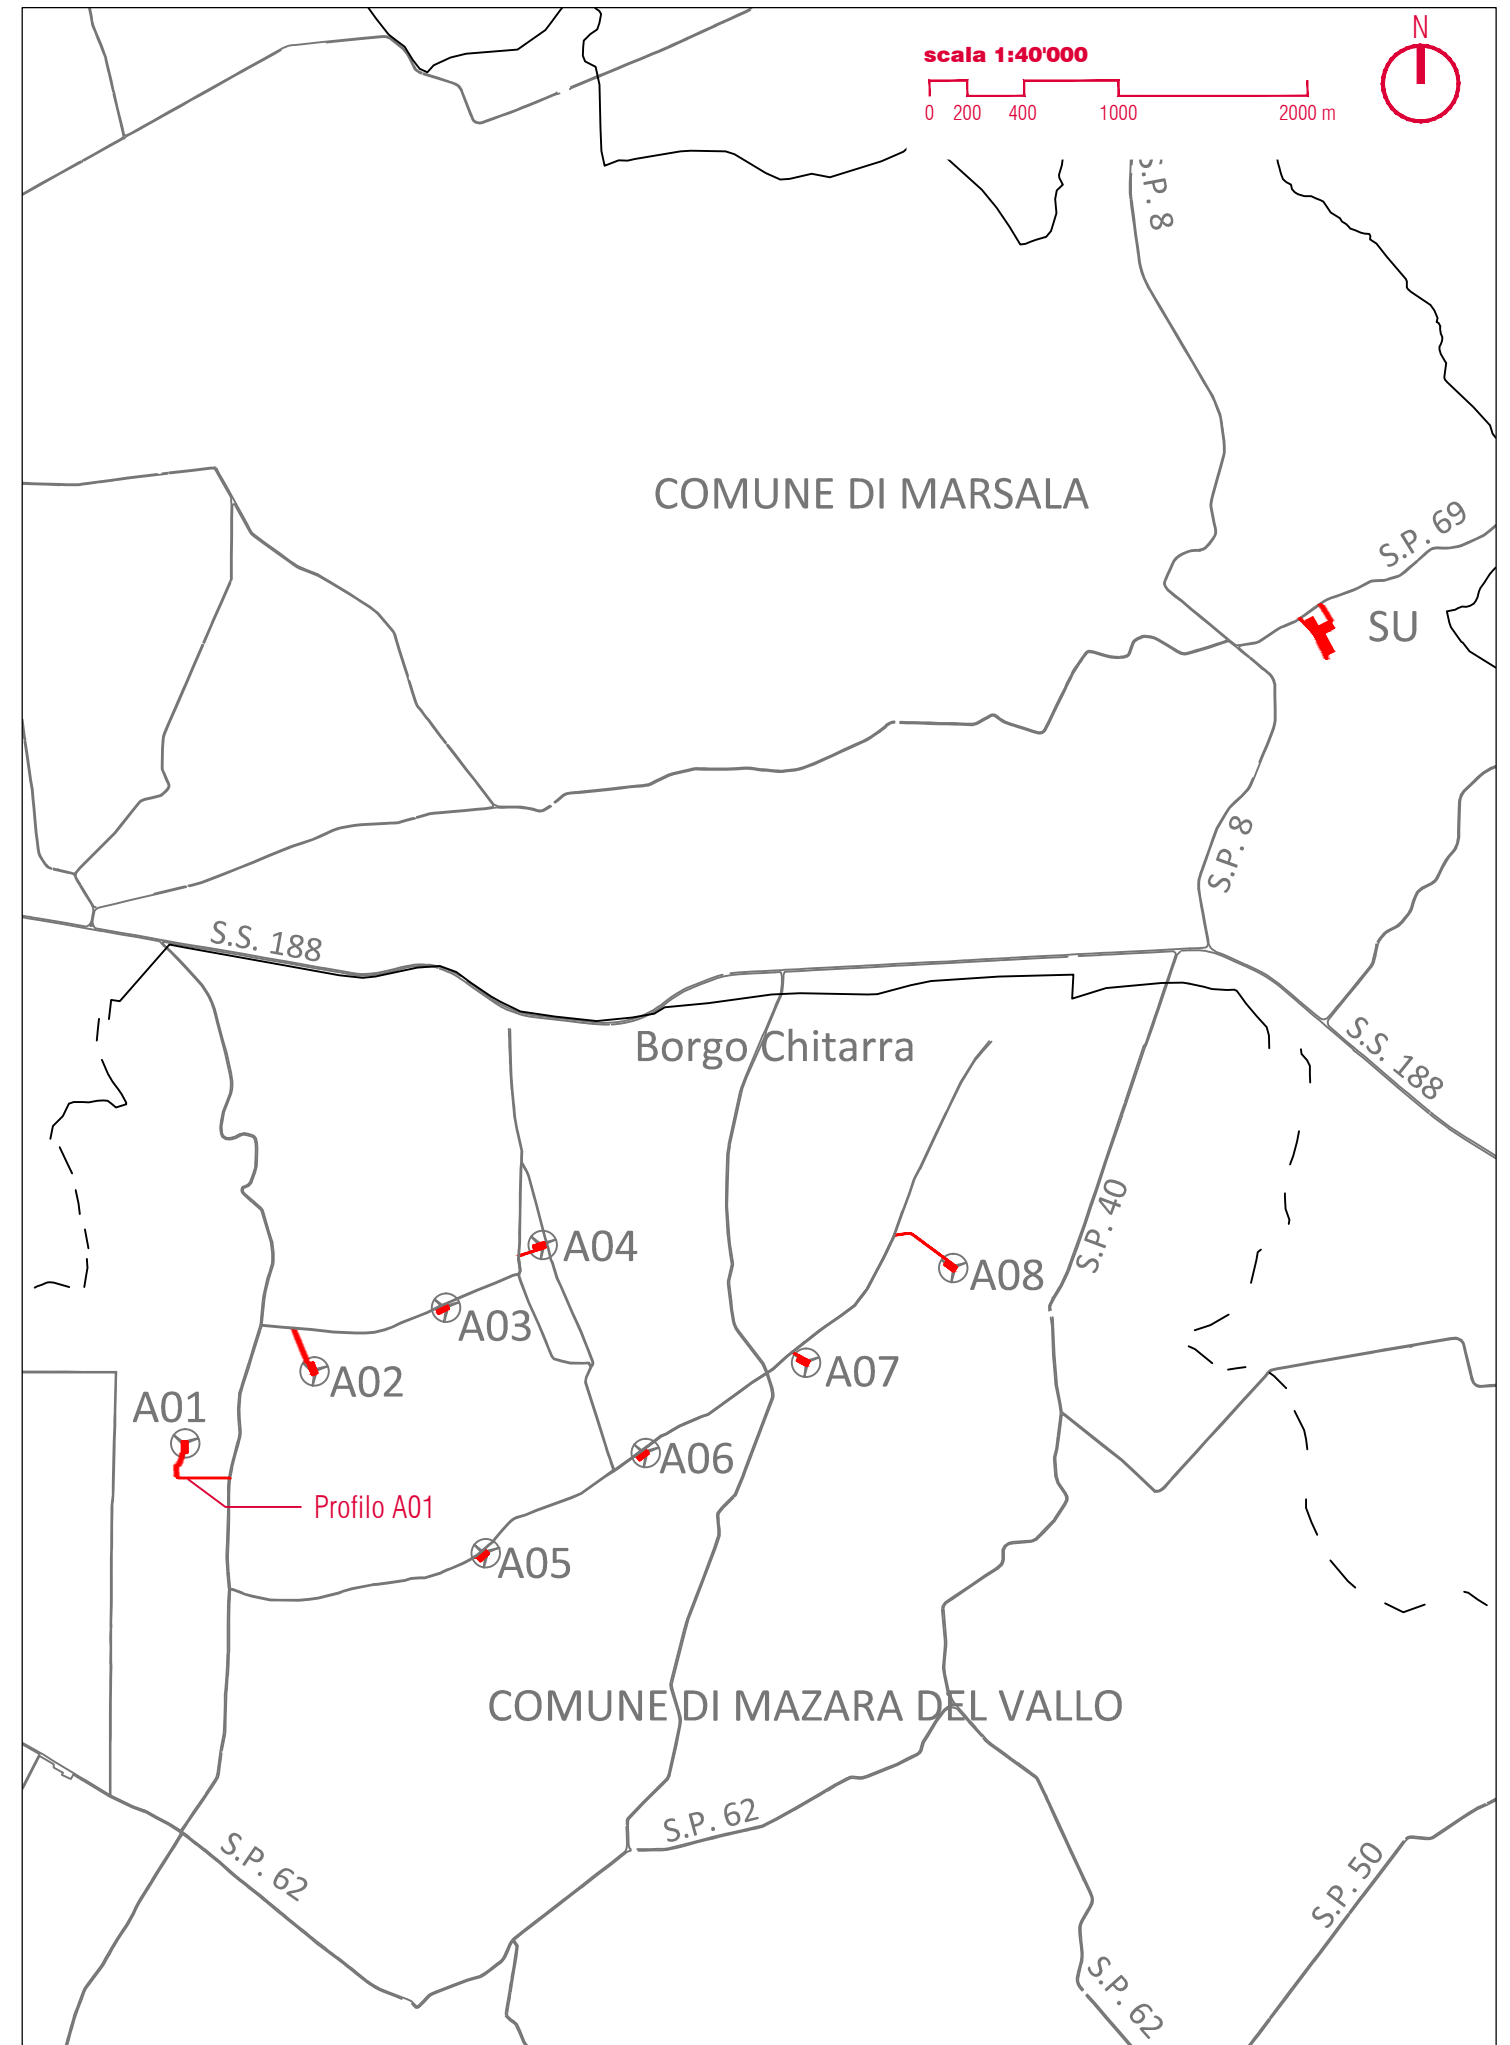 N
scala 1:40'000
0 200 400 1000 2000 m
S.P. 8
COMUNE DI MARSALA
S.P. 69
SU
S.P. 8
S.S. 188
Borgo Chitarra
S.S. 188
S.P. 40
A04
A08
A03
A02
A07
A01
A06
Profilo A01
A05
COMUNE DI MAZARA DEL VALLO
S.P. 62
S.P. 62
S.P. 50
S.P. 62